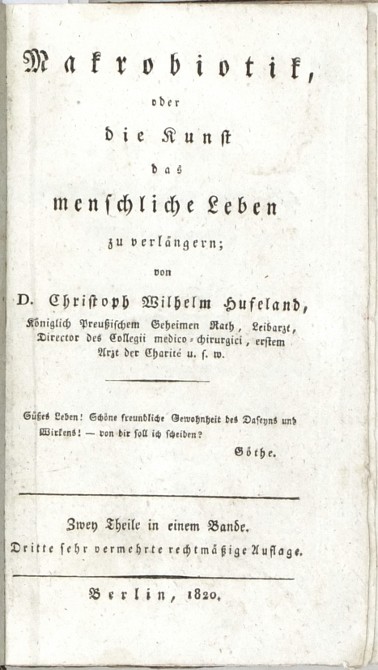 Makrobiotik,
oder
die Kunst
das
menschliche Leben
zu verlängern;
von
D. Christoph Wilhelm Hufeland,
Königlich Preußischem Geheimen Rath, Leibarzt,
Director des Collegii medico-chirurgici, erstem
Arzt der Charité u. s. w.
Süßes Leben! Schöne freundliche Gewohnheit des Daseyns und
Wirkens! — von dir soll ich scheiden?
Göthe.
Zwey Theile in einem Bande.
Dritte sehr vermehrte rechtmäßige Auflage.
Berlin, 1820.